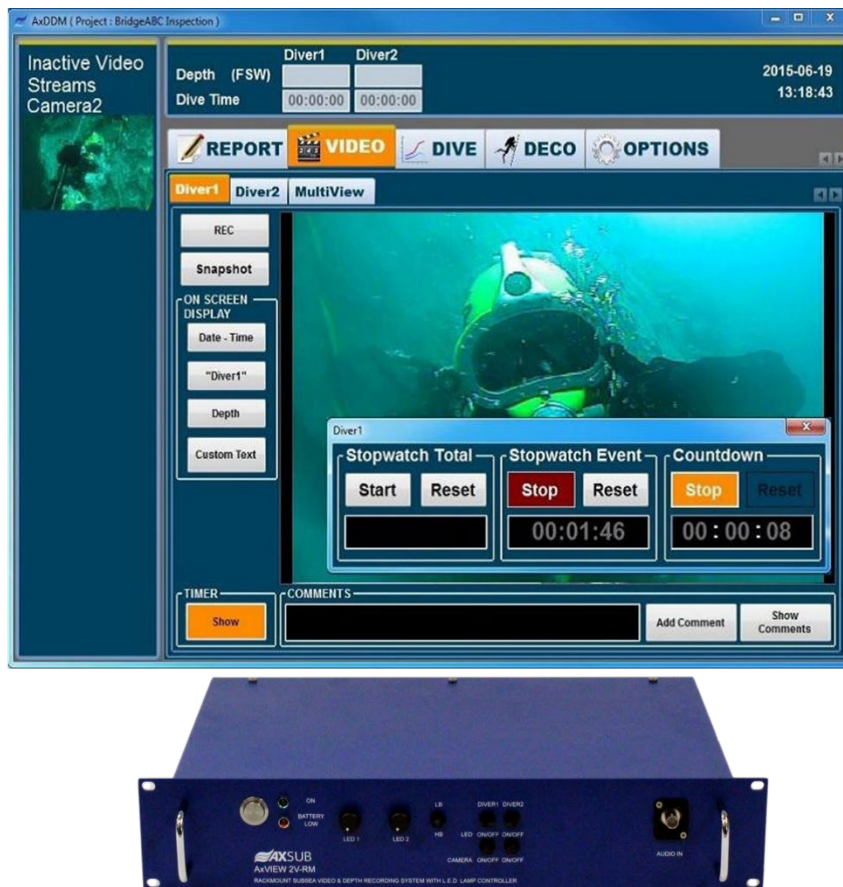 AxDDM ( Project : BridgeABC Inspection )
Inactive Video
Streams
Camera2
Diver1 Diver2
Depth (FSW)
Dive Time 00:00:00 00:00:00
2015-06-19
13:18:43
REPORT VIDEO DIVE DECO OPTIONS
Diver1 Diver2 MultiView
REC
Snapshot
ON SCREEN
DISPLAY
Date - Time
"Diver1"
Depth
Custom Text
Diver1
Stopwatch Total Stopwatch Event Countdown
Start Reset Stop Reset Stop Reset
00:01:46 00:00:08
TIMER
Show
COMMENTS
Add Comment
Show
Comments
ON
BATTERY
LOW
LED 1
LED 2
LB
HB
DIVER1 DIVER2
LED ON/OFF ON/OFF
CAMERA ON/OFF ON/OFF
AUDIO IN
AXSUB
AxVIEW 2V-RM
RACKMOUNT SUBSEA VIDEO & DEPTH RECORDING SYSTEM WITH L.E.D. LAMP CONTROLLER